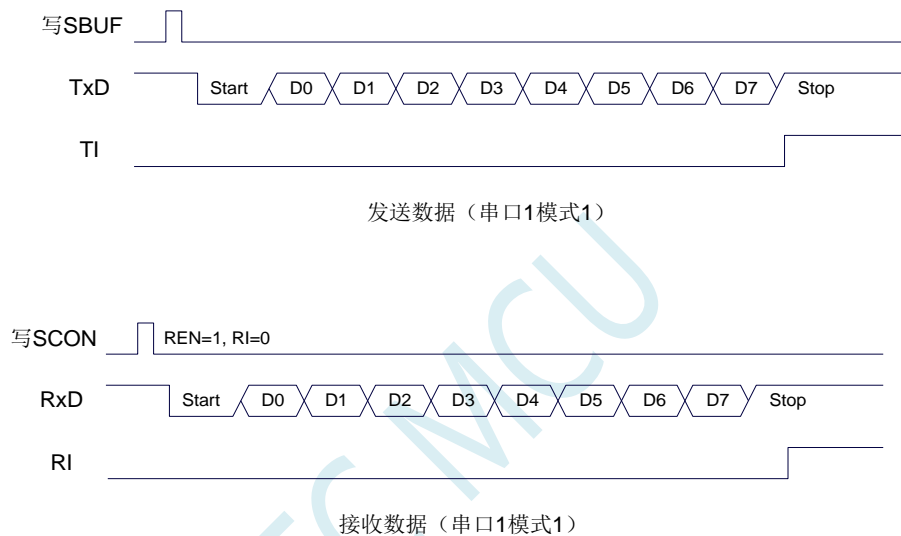 写SBUF
TxD Start D0 D1 D2 D3 D4 D5 D6 D7 Stop
TI
发送数据（串口1模式1）
写SCON REN=1, RI=0
RxD Start D0 D1 D2 D3 D4 D5 D6 D7 Stop
RI
接收数据（串口1模式1）
MCU